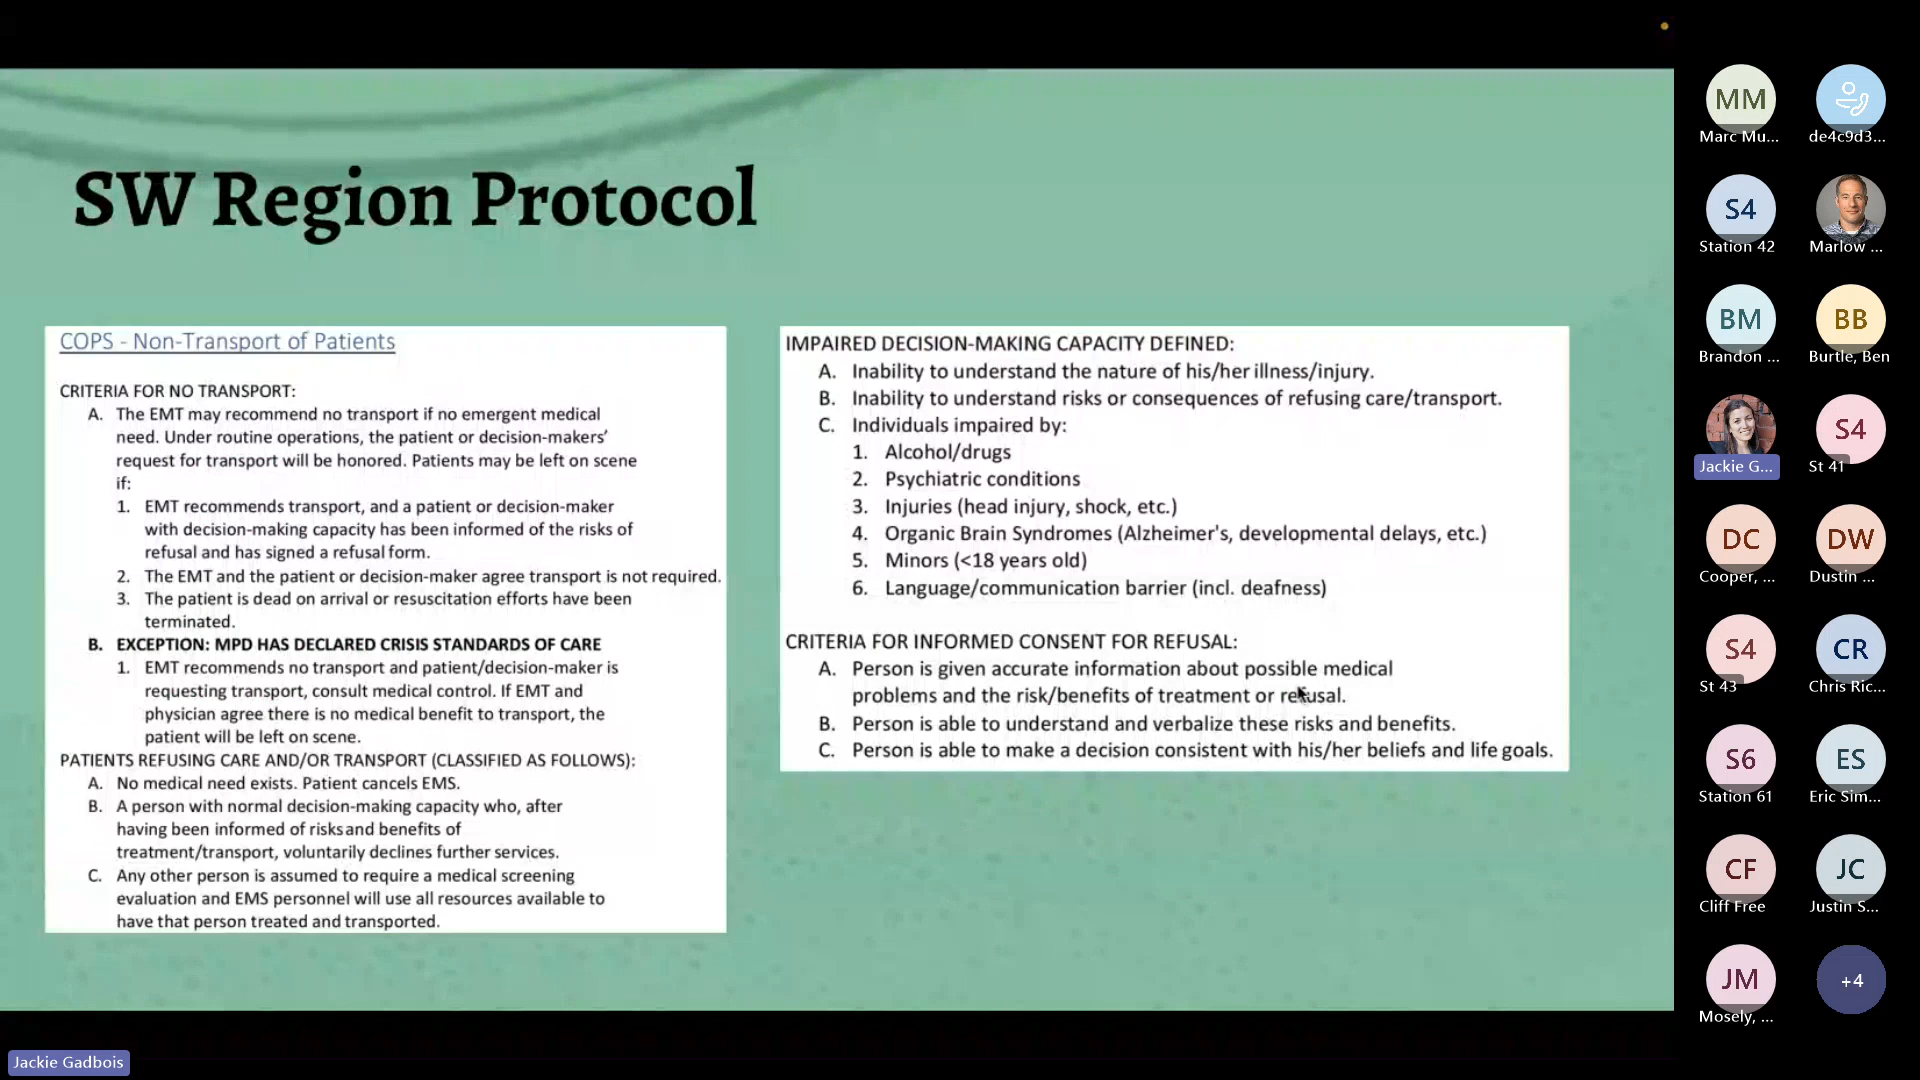 SW Region Protocol
COPS - Non-Transport of Patients
CRITERIA FOR NO TRANSPORT:
A. The EMT may recommend no transport if no emergent medical
need. Under routine operations, the patient or decision-makers'
request for transport will be honored. Patients may be left on scene
if:
1. EMT recommends transport, and a patient or decision-maker
with decision-making capacity has been informed of the risks of
refusal and has signed a refusal form.
2. The EMT and the patient or decision-maker agree transport is not required.
3. The patient is dead on arrival or resuscitation efforts have been
terminated.
B. EXCEPTION: MPD HAS DECLARED CRISIS STANDARDS OF CARE
1. EMT recommends no transport and patient/decision-maker is
requesting transport, consult medical control. If EMT and
physician agree there is no medical benefit to transport, the
patient will be left on scene.
PATIENTS REFUSING CARE AND/OR TRANSPORT (CLASSIFIED AS FOLLOWS):
A. No medical need exists. Patient cancels EMS.
B. A person with normal decision-making capacity who, after
having been informed of risks and benefits of
treatment/transport, voluntarily declines further services.
C. Any other person is assumed to require a medical screening
evaluation and EMS personnel will use all resources available to
have that person treated and transported.
IMPAIRED DECISION-MAKING CAPACITY DEFINED:
A. Inability to understand the nature of his/her illness/injury.
B. Inability to understand risks or consequences of refusing care/transport.
C. Individuals impaired by:
1. Alcohol/drugs
2. Psychiatric conditions
3. Injuries (head injury, shock, etc.)
4. Organic Brain Syndromes (Alzheimer's, developmental delays, etc.)
5. Minors (<18 years old)
6. Language/communication barrier (incl. deafness)
CRITERIA FOR INFORMED CONSENT FOR REFUSAL:
A. Person is given accurate information about possible medical
problems and the risk/benefits of treatment or refusal.
B. Person is able to understand and verbalize these risks and benefits.
C. Person is able to make a decision consistent with his/her beliefs and life goals.
MM
Marc Mu...
de4c9d3...
S4
Station 42
Marlow ...
BM
Brandon ...
BB
Burtle, Ben
Jackie G...
S4
St 41
DC
Cooper, ...
DW
Dustin ...
S4
St 43
CR
Chris Ric...
S6
Station 61
ES
Eric Sim...
CF
Cliff Free
JC
Justin S...
JM
Mosely, ...
+4
Jackie Gadbois